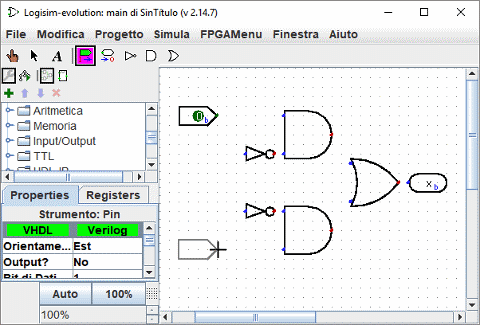 Logisim-evolution: main di SinTitulo (v 2.14.7)
File Modifica Progetto Simula FPGAMenu Finestra Aiuto
A
Aritmetica
Memoria
Input/Output
TTL
Properties Registers
Strumento: Pin
VHDL Verilog
Orientame... Est
Output? No
Bit di Dati 1
Auto 100%
100%
0 b
x b